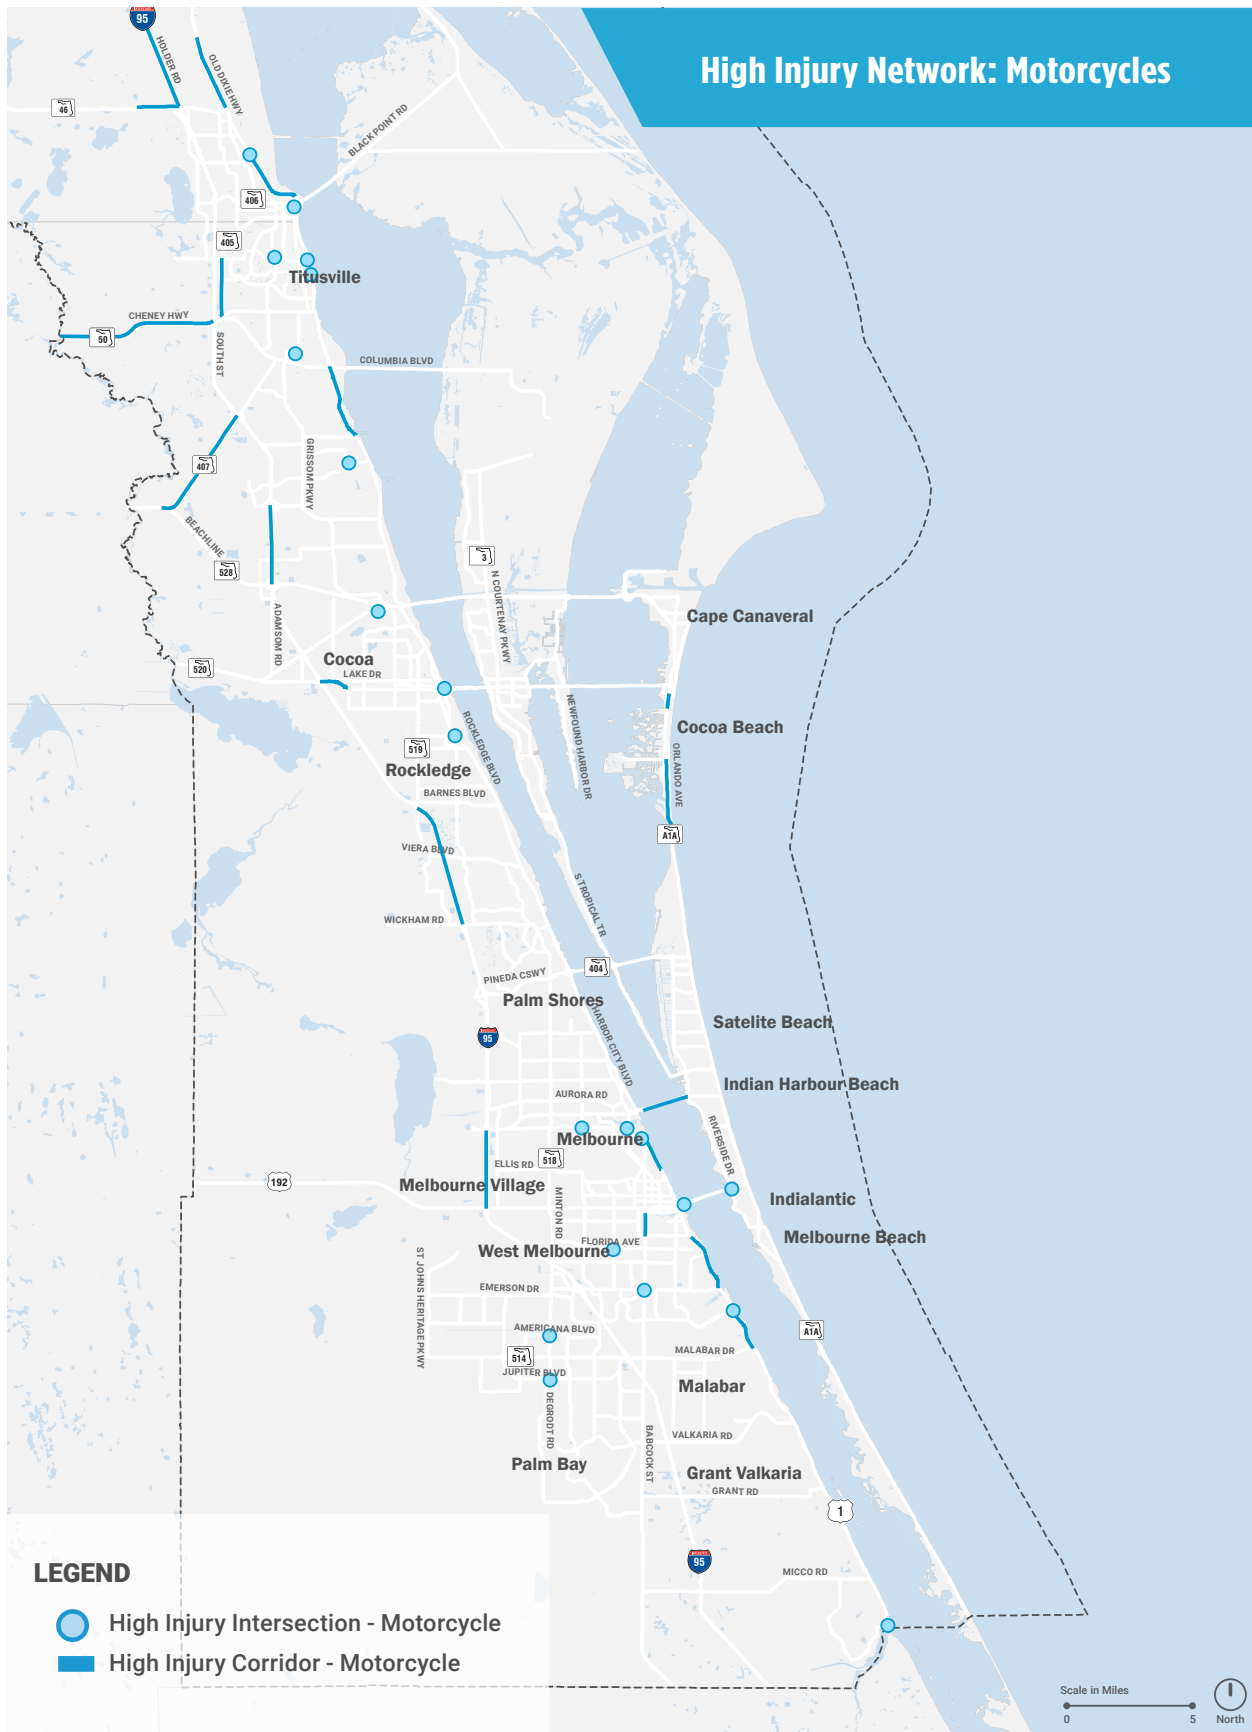 High Injury Network: Motorcycles
95
HOLDER RD
OLD DIXIE HWY
46
BLACK POINT RD
406
405
Titusville
CHENEY HWY
50
SOUTH ST
COLUMBIA BLVD
407
GRISSOM PKWY
BEACHLINE
528
3
N COURTENAY PKWY
ADAMSOM RD
Cape Canaveral
Cocoa
520
LAKE DR
NEWFOUND HARBOR DR
ROCKLEDGE BLVD
Cocoa Beach
519
ORLANDO AVE
Rockledge
BARNES BLVD
A1A
VIERA BLVD
S TROPICAL TR
WICKHAM RD
404
PINEDA CSWY
Palm Shores
HARBOR CITY BLVD
Satelite Beach
95
Indian Harbour Beach
AURORA RD
RIVERSIDE DR
Melbourne
518
ELLIS RD
192
Melbourne Village
MINTON RD
Indialantic
Melbourne Beach
FLORIDA AVE
West Melbourne
ST JOHNS HERITAGE PKWY
EMERSON DR
AMERICANA BLVD
A1A
MALABAR DR
514
JUPITER BLVD
Malabar
DEGRODT RD
BABCOCK ST
VALKARIA RD
Palm Bay
Grant Valkaria
GRANT RD
1
95
MICCO RD
LEGEND
High Injury Intersection - Motorcycle
High Injury Corridor - Motorcycle
Scale in Miles
0 5
North